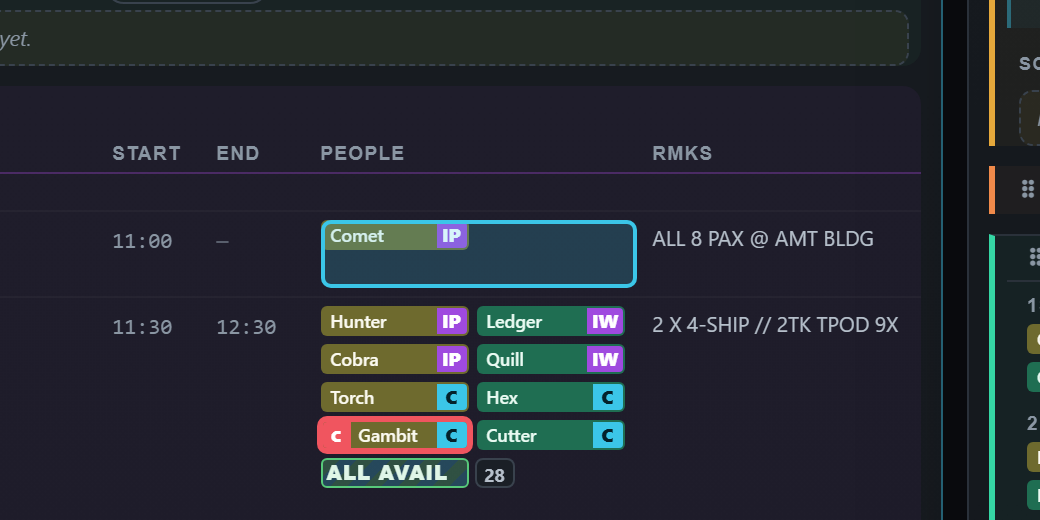 yet.
START END PEOPLE RMKS
11:00 — Comet IP ALL 8 PAX @ AMT BLDG
11:30 12:30 Hunter IP Ledger IW 2 X 4-SHIP // 2TK TPOD 9X
Cobra IP Quill IW
Torch C Hex C
c Gambit C Cutter C
ALL AVAIL 28
SC
1
2